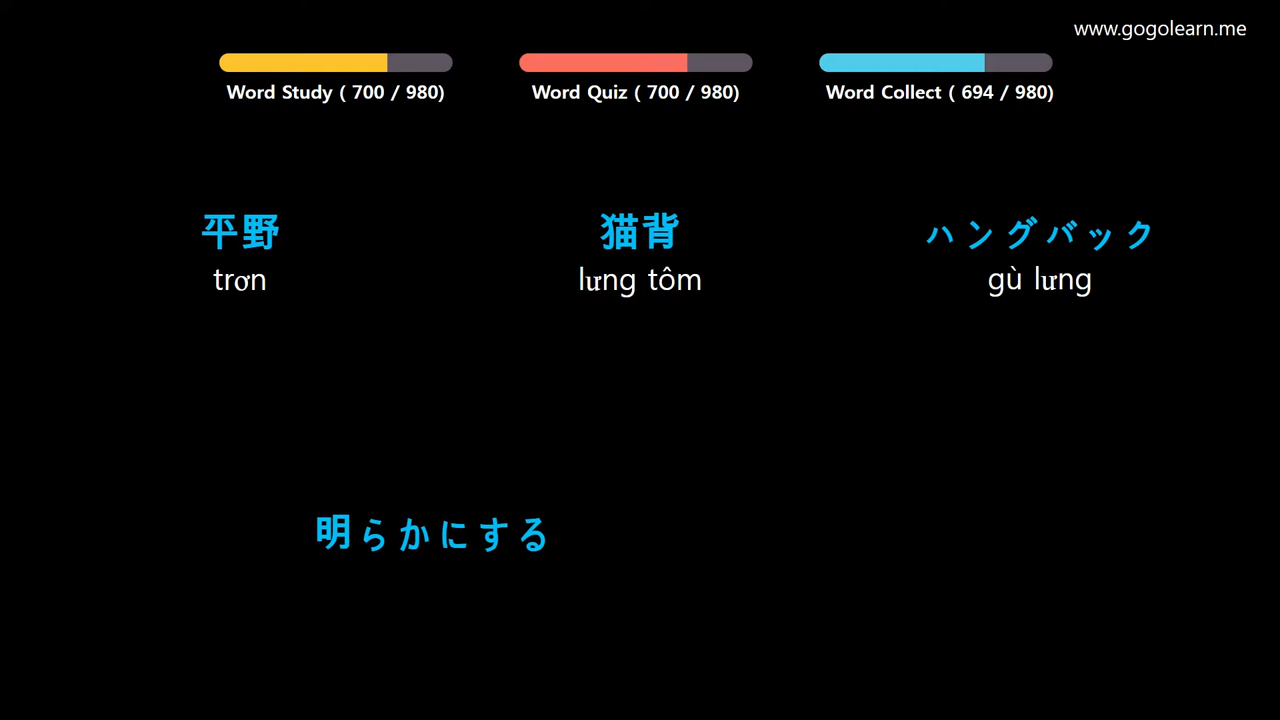 www.gogolearn.me
Word Study ( 700 / 980)
Word Quiz ( 700 / 980)
Word Collect ( 694 / 980)
平野
trơn
猫背
lưng tôm
ハングバック
gù lưng
明らかにする